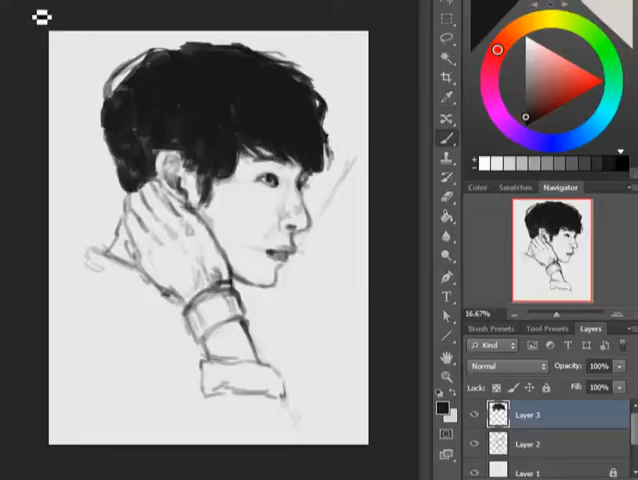 Color Swatches Navigator
16.67%
Brush Presets Tool Presets Layers
Kind
Normal Opacity: 100%
Lock: Fill: 100%
Layer 3
Layer 2
Layer 1